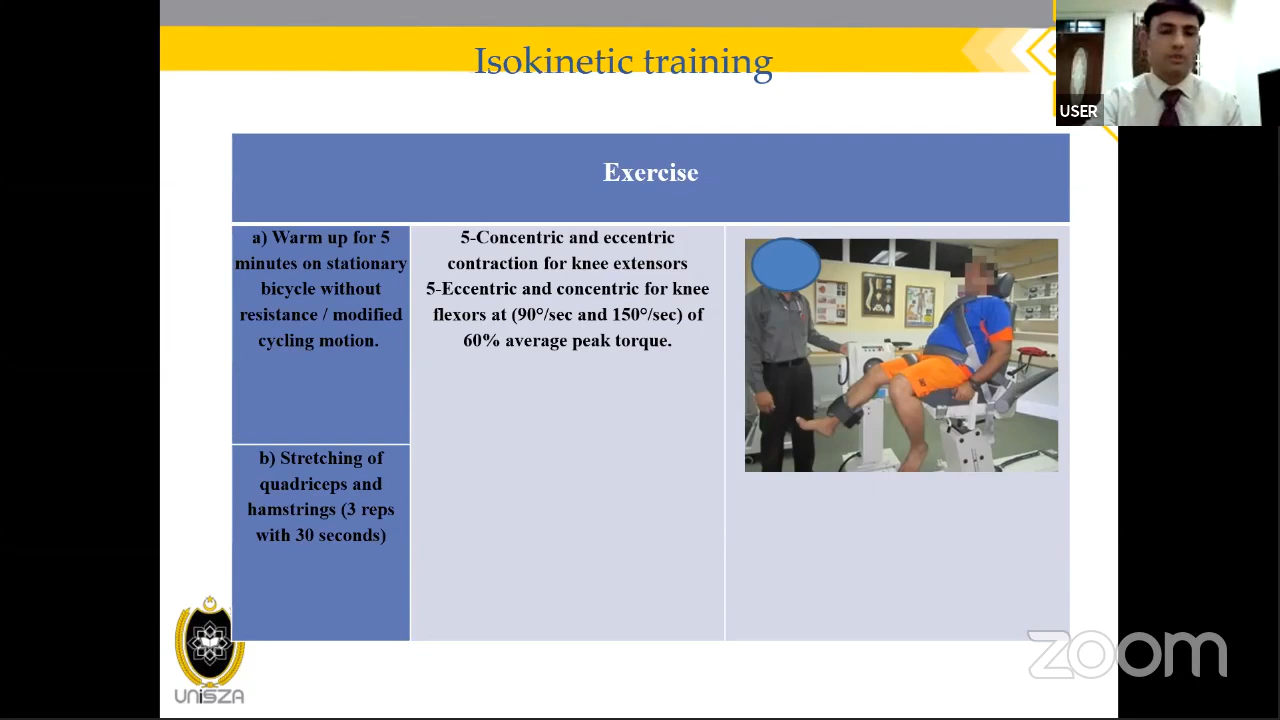 Isokinetic training
USER
Exercise
a) Warm up for 5
minutes on stationary
bicycle without
resistance / modified
cycling motion.
5-Concentric and eccentric
contraction for knee extensors
5-Eccentric and concentric for knee
flexors at (90°/sec and 150°/sec) of
60% average peak torque.
b) Stretching of
quadriceps and
hamstrings (3 reps
with 30 seconds)
UNiSZA
zoom